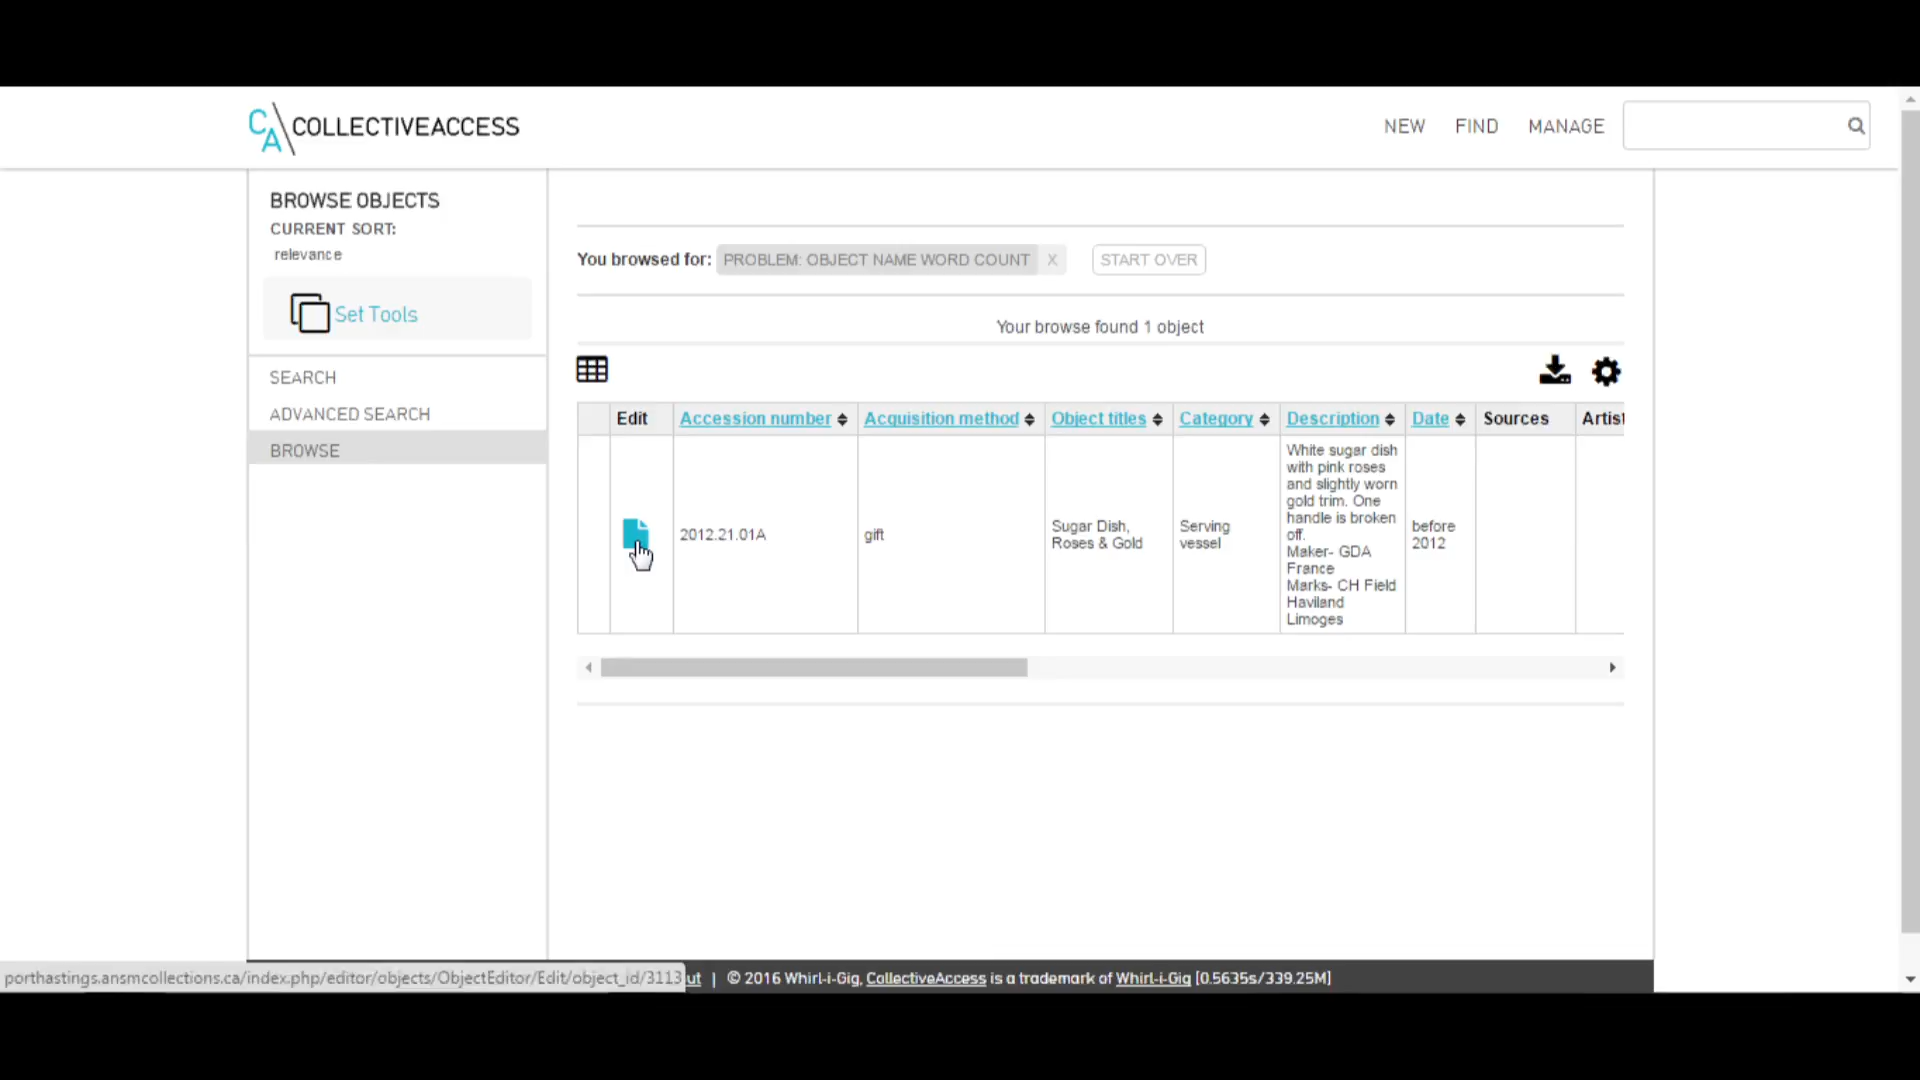 CA COLLECTIVEACCESS
NEW FIND MANAGE
BROWSE OBJECTS
CURRENT SORT:
relevance
Set Tools
SEARCH
ADVANCED SEARCH
BROWSE
You browsed for: PROBLEM: OBJECT NAME WORD COUNT X START OVER
Your browse found 1 object
Edit Accession number Acquisition method Object titles Category Description Date Sources Artist
2012.21.01A
gift
Sugar Dish,
Roses & Gold
Serving
vessel
White sugar dish
with pink roses
and slightly worn
gold trim. One
handle is broken
off.
Maker- GDA
France
Marks- CH Field
Haviland
Limoges
before
2012
porthastings.ansmcollections.ca/index.php/editor/objects/ObjectEditor/Edit/object_id/3113 ut | © 2016 Whirl-i-Gig, CollectiveAccess is a trademark of Whirl-i-Gig [0.5635s/339.25M]